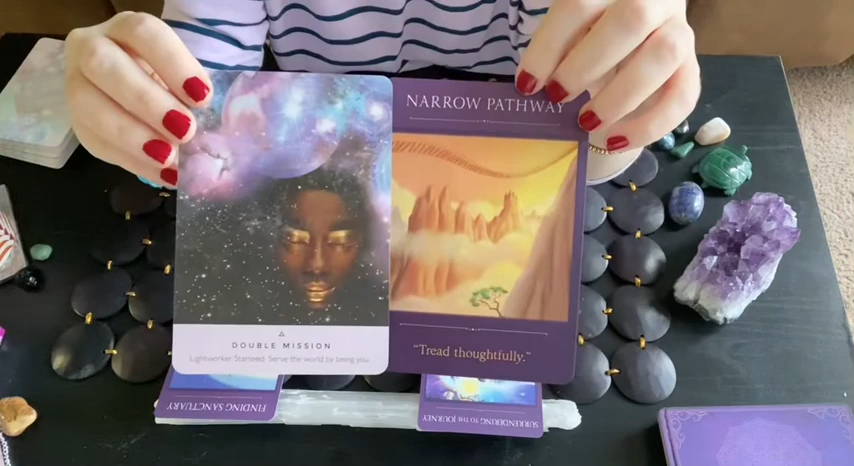 NARROW PATHWAY
DOUBLE MISSION
Lightworker. Starseed. Serve the world by being you
"Tread thoughtfully."
FINDING SANCTUARY
SURRENDERING TO THE JOURNEY